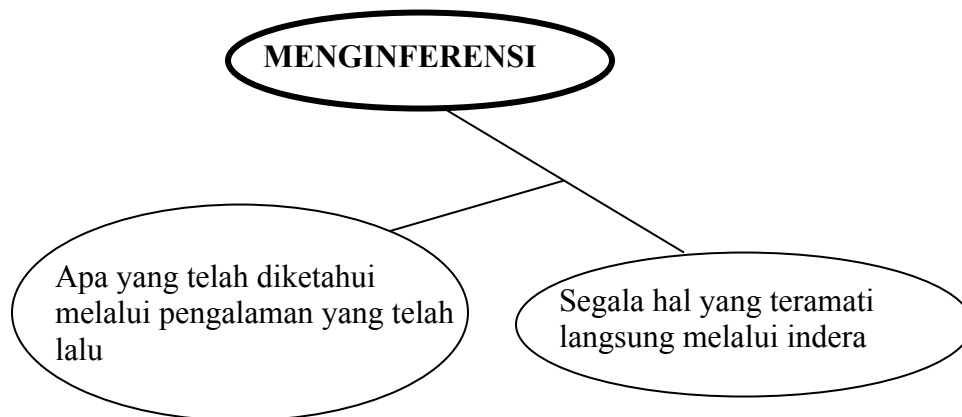 MENGINFERENSI
Apa yang telah diketahui
melalui pengalaman yang telah
lalu
Segala hal yang teramati
langsung melalui indera